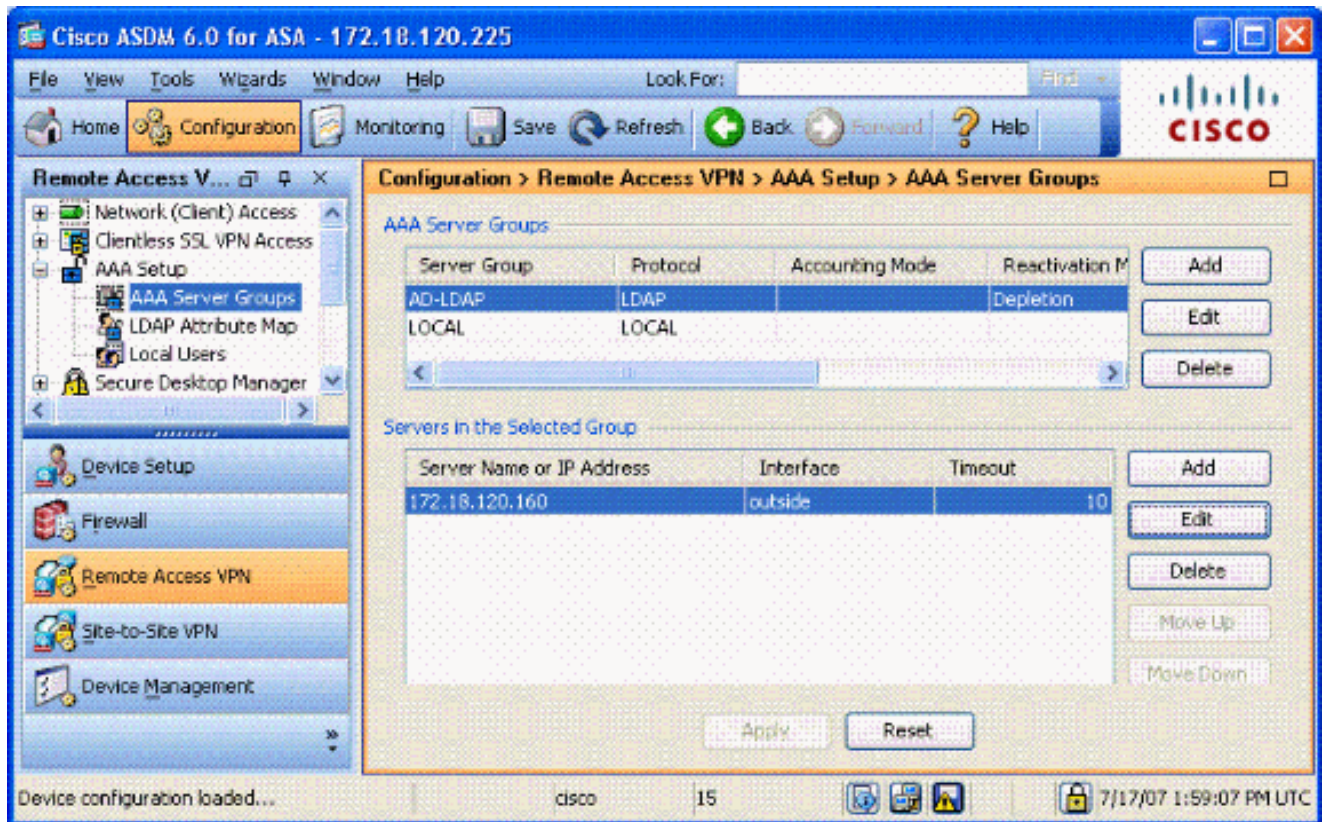 Cisco ASDM 6.0 for ASA - 172.18.120.225
File View Tools Wizards Window Help Look For: Find
Home Configuration Monitoring Save Refresh Back Forward Help
CISCO
Remote Access V...
Configuration > Remote Access VPN > AAA Setup > AAA Server Groups
Network (Client) Access
Clientless SSL VPN Access
AAA Setup
AAA Server Groups
LDAP Attribute Map
Local Users
Secure Desktop Manager
Device Setup
Firewall
Remote Access VPN
Site-to-Site VPN
Device Management
AAA Server Groups
Server Group Protocol Accounting Mode Reactivation M
AD-LDAP LDAP Depletion
LOCAL LOCAL
Add
Edit
Delete
Servers in the Selected Group
Server Name or IP Address Interface Timeout
172.18.120.160 outside 10
Add
Edit
Delete
Move Up
Move Down
Apply Reset
Device configuration loaded... cisco 15 7/17/07 1:59:07 PM UTC